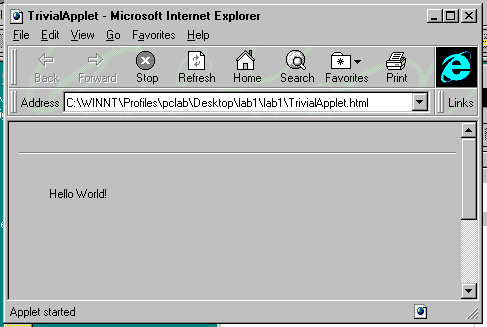 TrivialApplet - Microsoft Internet Explorer
File Edit View Go Favorites Help
Back Forward Stop Refresh Home Search Favorites Print
Address C:\WINNT\Profiles\pclab\Desktop\lab1\lab1\TrivialApplet.html Links
Hello World!
Applet started